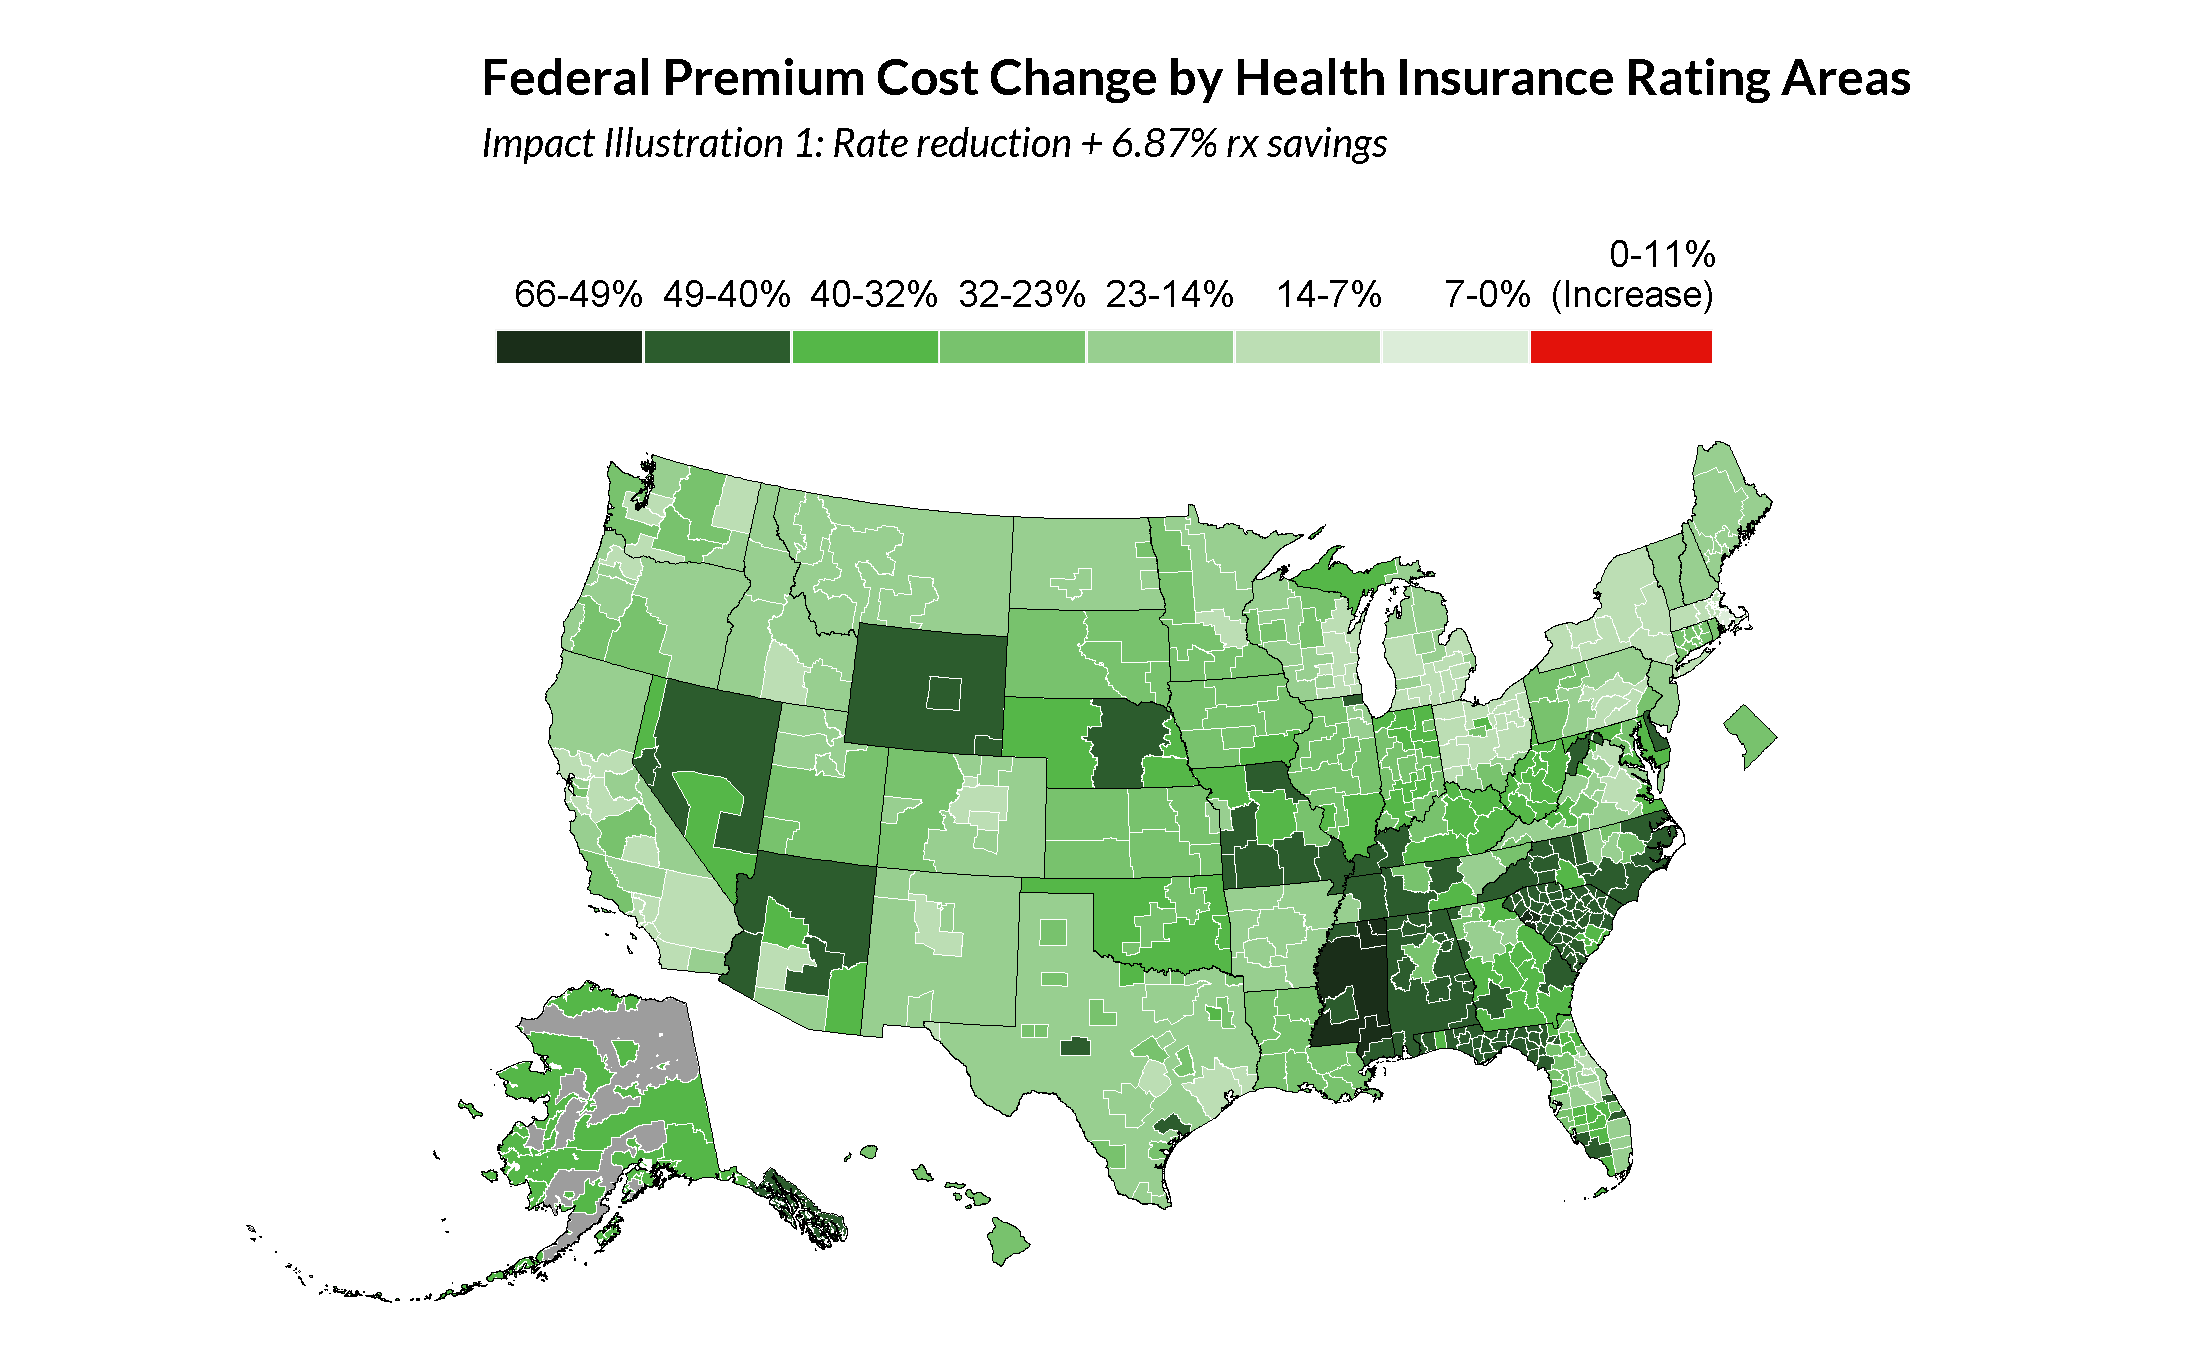 Federal Premium Cost Change by Health Insurance Rating Areas
Impact Illustration 1: Rate reduction + 6.87% rx savings
0-11%
66-49% 49-40% 40-32% 32-23% 23-14% 14-7% 7-0% (Increase)